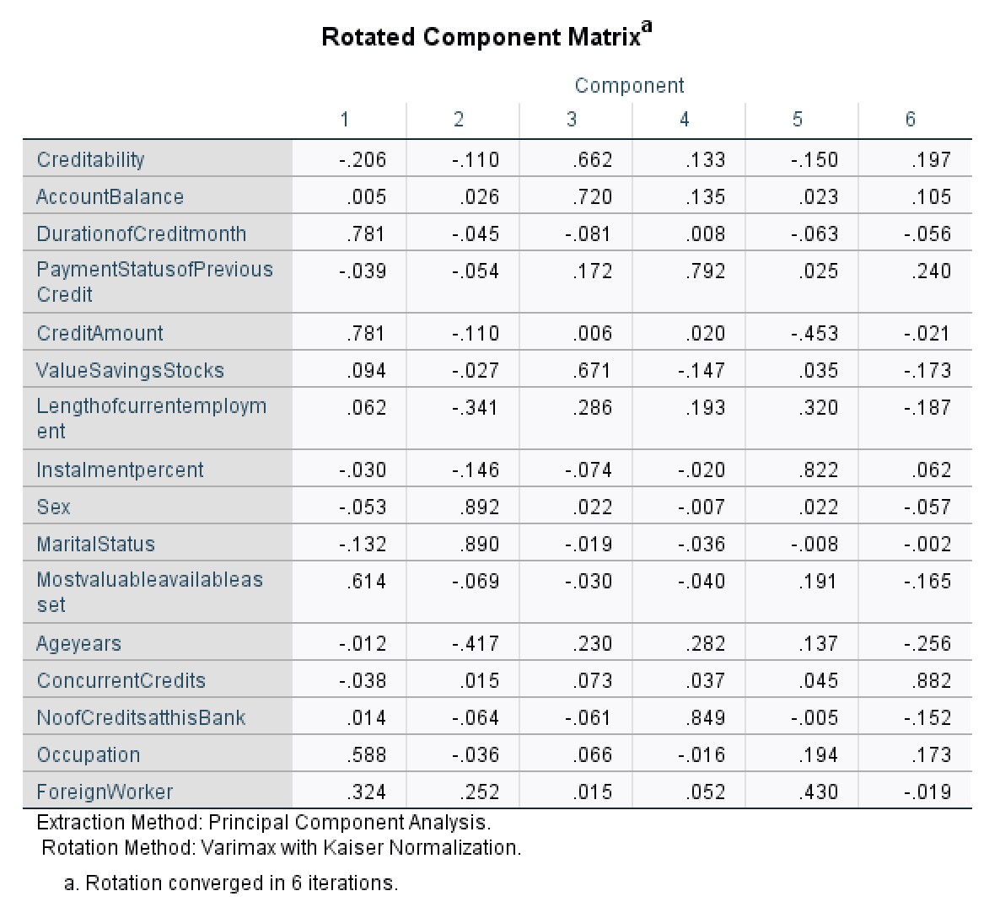 Rotated Component Matrixa
Component
1 2 3 4 5 6
Creditability -.206 -.110 .662 .133 -.150 .197
AccountBalance .005 .026 .720 .135 .023 .105
DurationofCreditmonth .781 -.045 -.081 .008 -.063 -.056
PaymentStatusofPrevious -.039 -.054 .172 .792 .025 .240
Credit
CreditAmount .781 -.110 .006 .020 -.453 -.021
ValueSavingsStocks .094 -.027 .671 -.147 .035 -.173
Lengthofcurrentemploym .062 -.341 .286 .193 .320 -.187
ent
Instalmentpercent -.030 -.146 -.074 -.020 .822 .062
Sex -.053 .892 .022 -.007 .022 -.057
MaritalStatus -.132 .890 -.019 -.036 -.008 -.002
Mostvaluableavailableas .614 -.069 -.030 -.040 .191 -.165
set
Ageyears -.012 -.417 .230 .282 .137 -.256
ConcurrentCredits -.038 .015 .073 .037 .045 .882
NoofCreditsatthisBank .014 -.064 -.061 .849 -.005 -.152
Occupation .588 -.036 .066 -.016 .194 .173
ForeignWorker .324 .252 .015 .052 .430 -.019
Extraction Method: Principal Component Analysis.
Rotation Method: Varimax with Kaiser Normalization.
a. Rotation converged in 6 iterations.